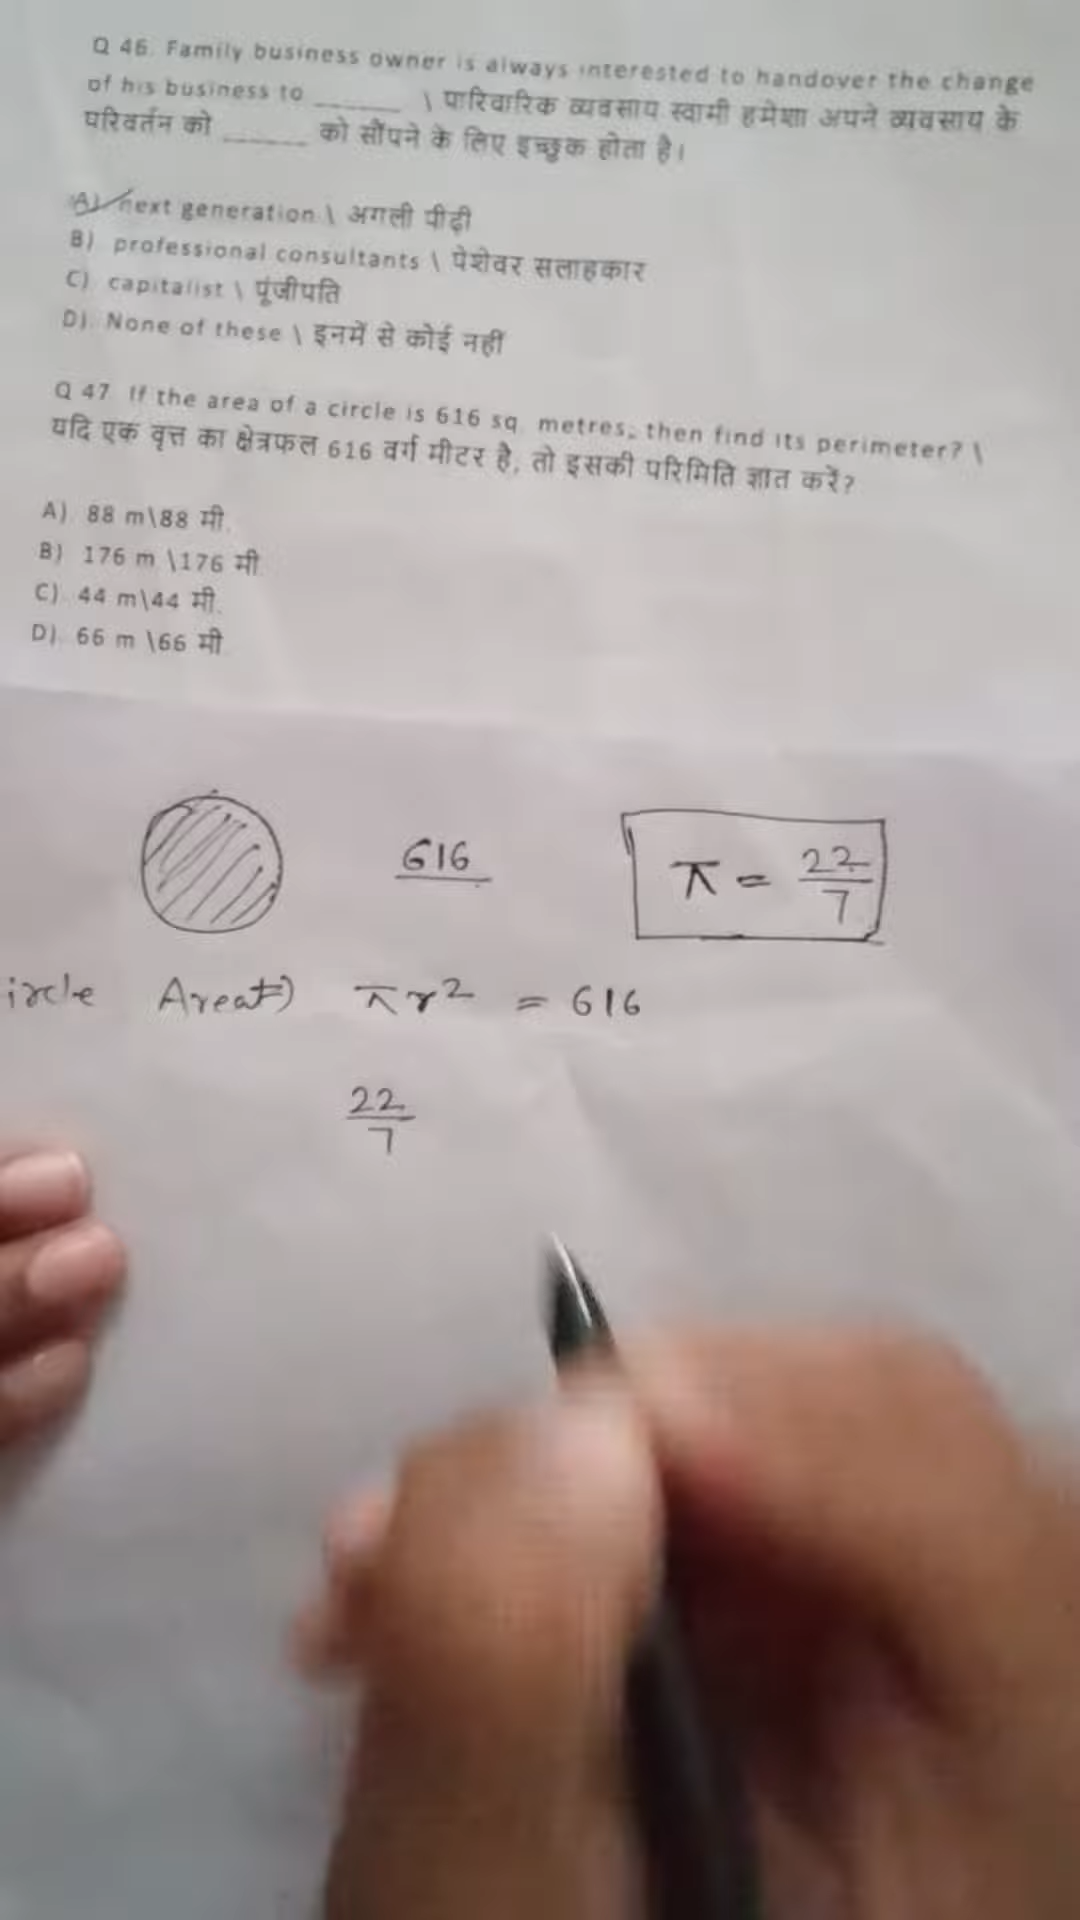 Q 46. Family business owner is always interested to handover the change
of his business to ______ \ पारिवारिक व्यवसाय स्वामी हमेशा अपने व्यवसाय के
परिवर्तन को ______ को सौंपने के लिए इच्छुक होता है।
A) next generation \ अगली पीढ़ी
B) professional consultants \ पेशेवर सलाहकार
C) capitalist \ पूंजीपति
D). None of these \ इनमें से कोई नहीं
Q 47 If the area of a circle is 616 sq. metres, then find its perimeter? \
यदि एक वृत्त का क्षेत्रफल 616 वर्ग मीटर है, तो इसकी परिमिति ज्ञात करें?
A). 88 m\88 मी.
B) 176 m \176 मी
C). 44 m\44 मी.
D). 66 m \66 मी
616
π = 22/7
ircle Area⇒) πr² = 616
22/7